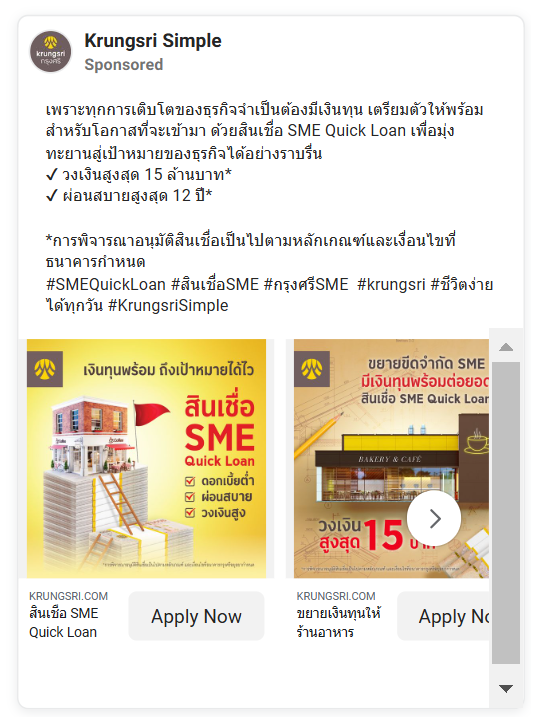 krungsri
กรุงศรี
Krungsri Simple
Sponsored
เพราะทุกการเติบโตของธุรกิจจำเป็นต้องมีเงินทุน เตรียมตัวให้พร้อม
สำหรับโอกาสที่จะเข้ามา ด้วยสินเชื่อ SME Quick Loan เพื่อมุ่ง
ทะยานสู่เป้าหมายของธุรกิจได้อย่างราบรื่น
✓ วงเงินสูงสุด 15 ล้านบาท*
✓ ผ่อนสบายสูงสุด 12 ปี*
*การพิจารณาอนุมัติสินเชื่อเป็นไปตามหลักเกณฑ์และเงื่อนไขที่
ธนาคารกำหนด
#SMEQuickLoan #สินเชื่อSME #กรุงศรีSME #krungsri #ชีวิตง่าย
ได้ทุกวัน #KrungsriSimple
เงินทุนพร้อม ถึงเป้าหมายได้ไว
สินเชื่อ
SME
Quick Loan
ดอกเบี้ยต่ำ
ผ่อนสบาย
วงเงินสูง
ขยายขีดจำกัด SME
มีเงินทุนพร้อมต่อยอด
สินเชื่อ SME Quick Loan
BAKERY & CAFÉ
วงเงิน
สูงสุด 15
KRUNGSRI.COM
สินเชื่อ SME
Quick Loan
Apply Now
KRUNGSRI.COM
ขยายเงินทุนให้
ร้านอาหาร
Apply No